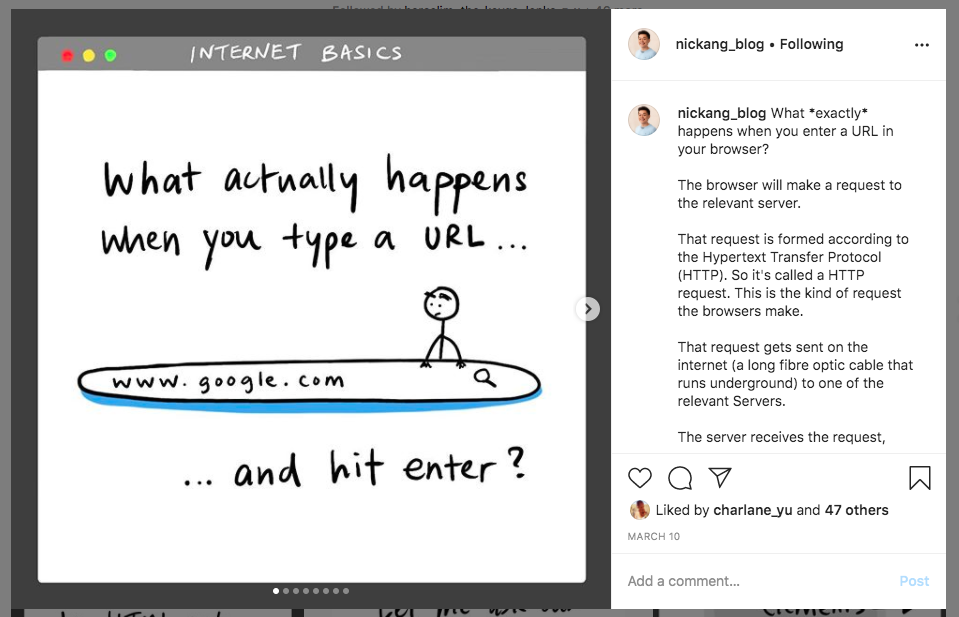 INTERNET BASICS
What actually happens
when you type a URL...
www.google.com
... and hit enter?
nickang_blog • Following
nickang_blog What *exactly*
happens when you enter a URL in
your browser?
The browser will make a request to
the relevant server.
That request is formed according to
the Hypertext Transfer Protocol
(HTTP). So it's called a HTTP
request. This is the kind of request
the browsers make.
That request gets sent on the
internet (a long fibre optic cable that
runs underground) to one of the
relevant Servers.
The server receives the request,
Liked by charlane_yu and 47 others
MARCH 10
Add a comment...
Post